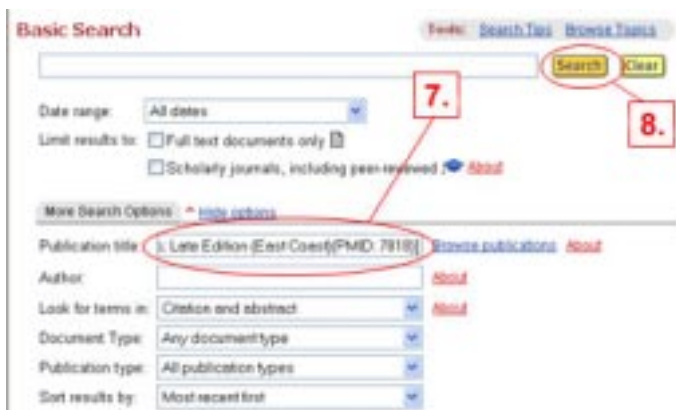 Basic Search Tools: Search Tips Browse Topics
Search Clear
7.
8.
Date range: All dates
Limit results to: Full text documents only
Scholarly journals, including peer-reviewed About
More Search Options Hide options
Publication title: Late Edition (East Coast)(PMID: 7818)] Browse publications About
Author: About
Look for terms in: Citation and abstract About
Document Type: Any document type
Publication type: All publication types
Sort results by: Most recent first